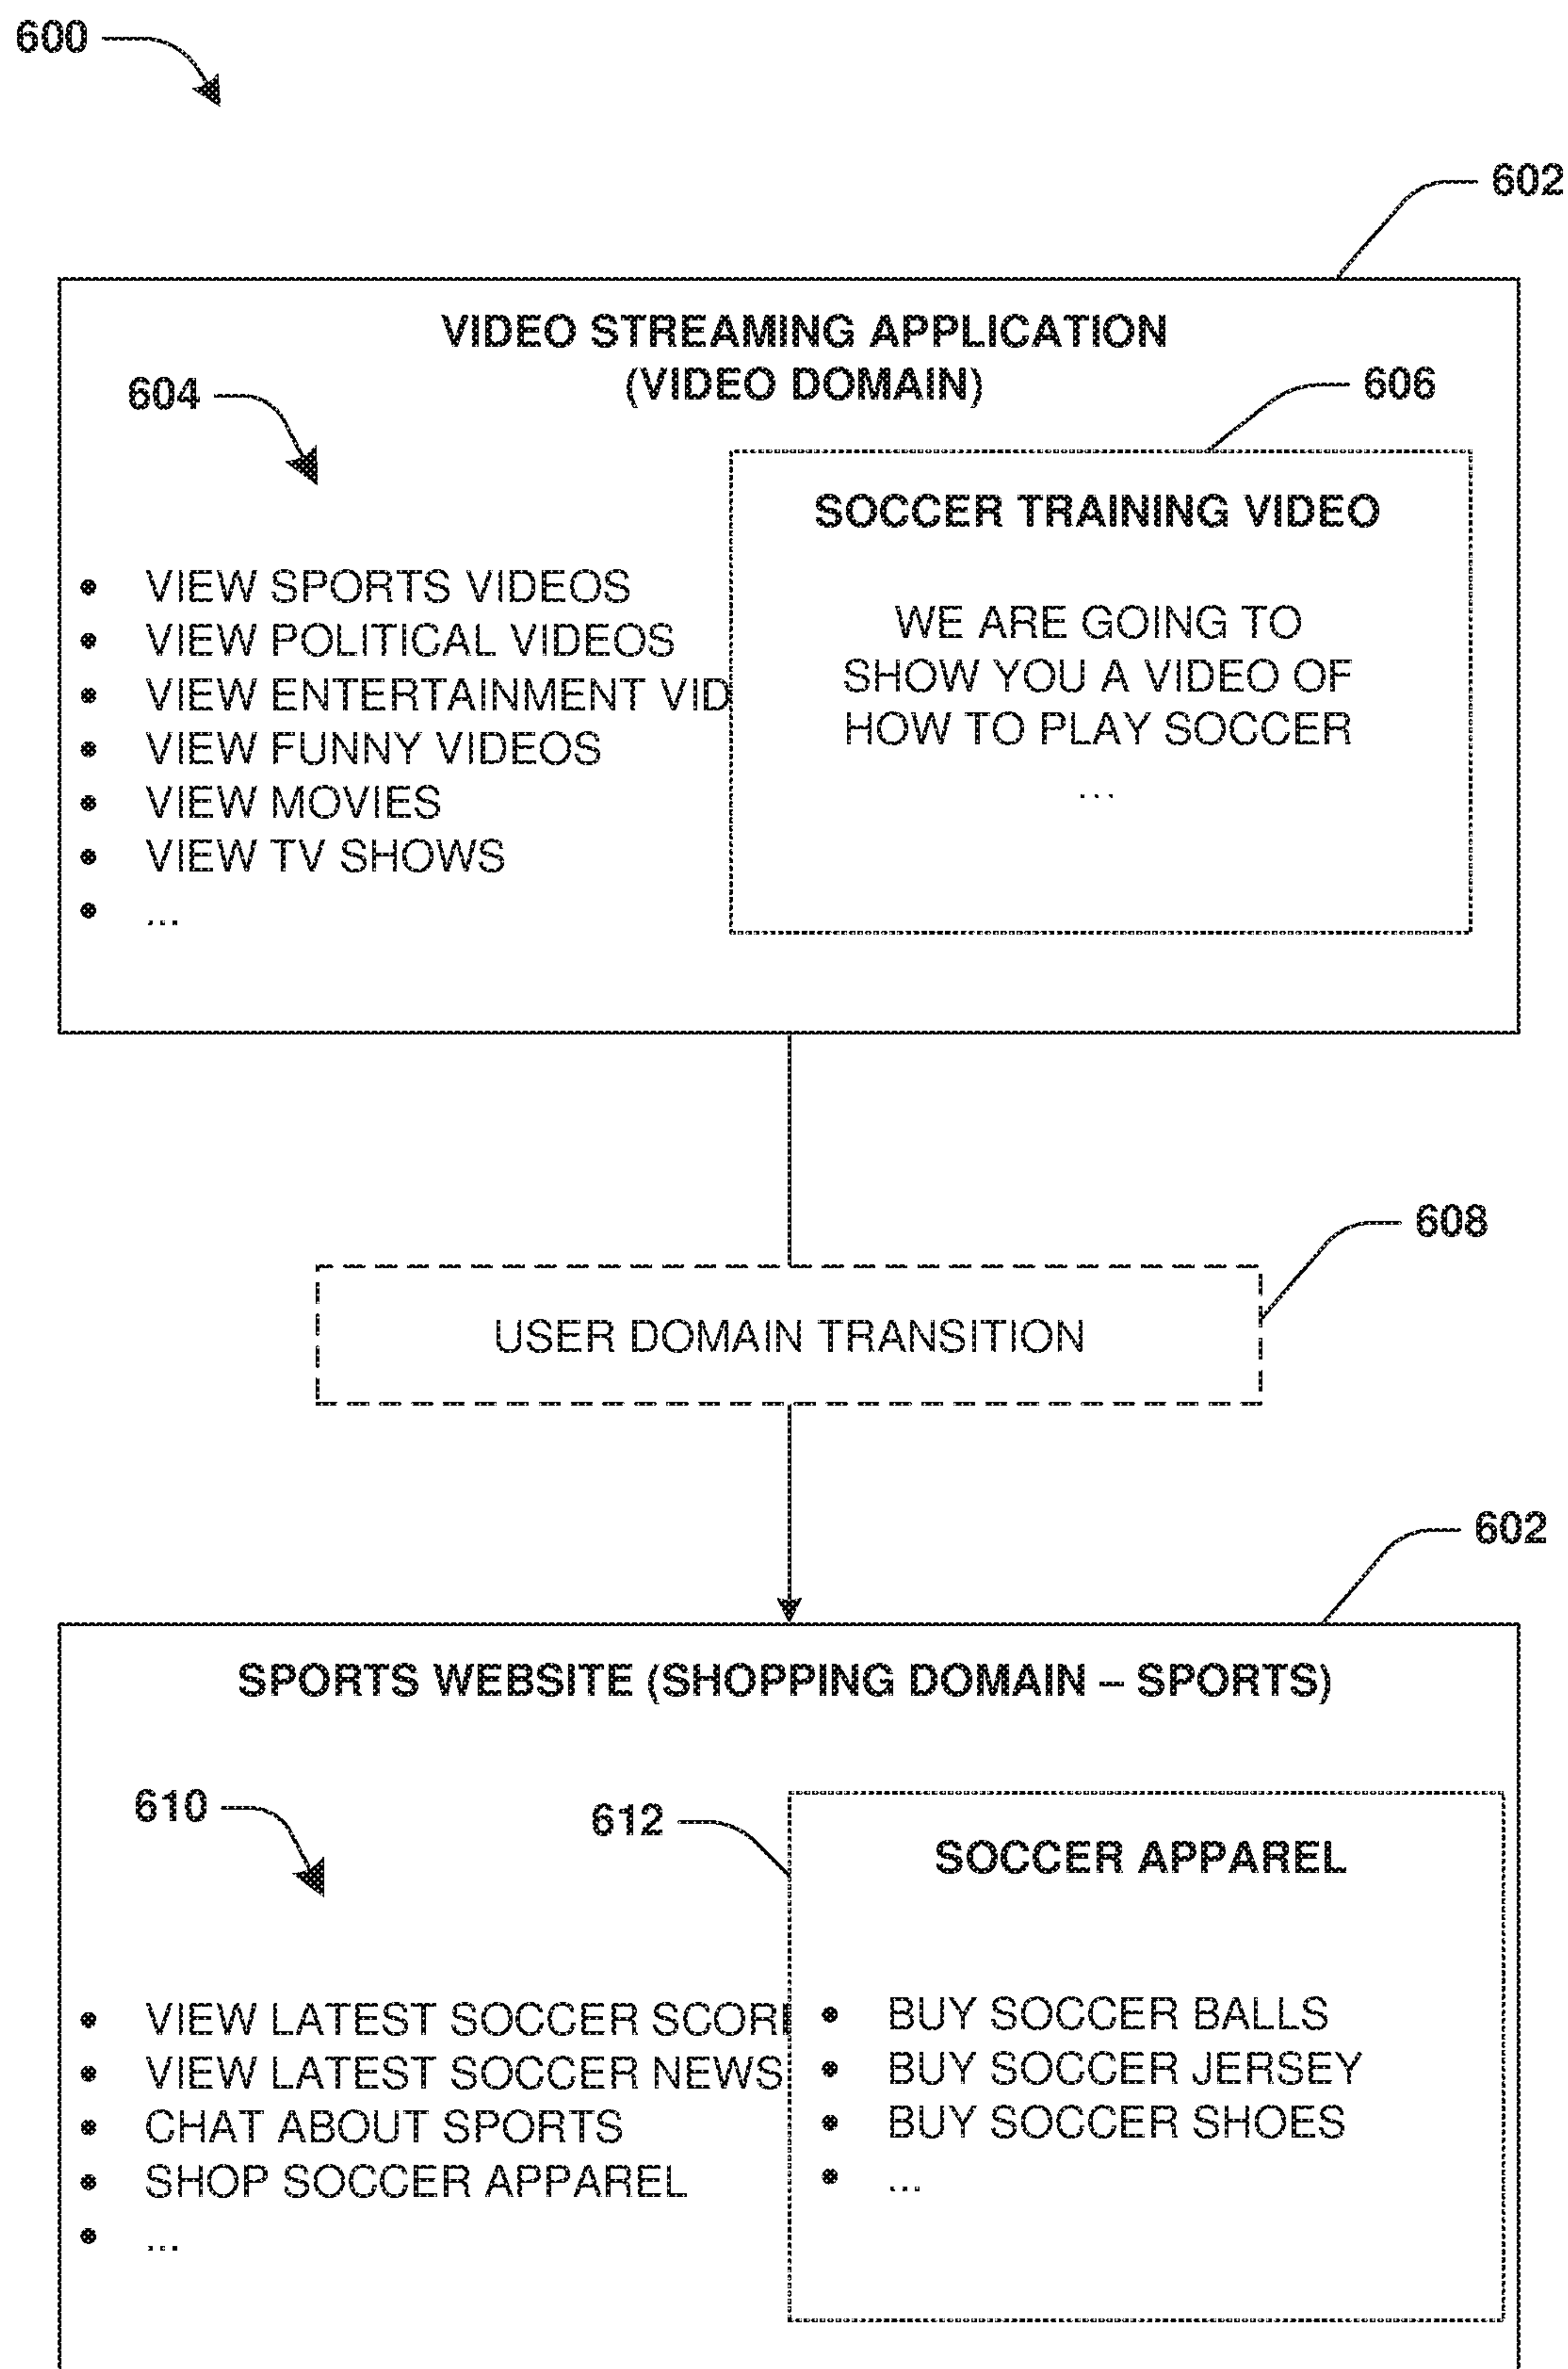 600
602
VIDEO STREAMING APPLICATION
(VIDEO DOMAIN)
604
606
• VIEW SPORTS VIDEOS
• VIEW POLITICAL VIDEOS
• VIEW ENTERTAINMENT VID
• VIEW FUNNY VIDEOS
• VIEW MOVIES
• VIEW TV SHOWS
• ...
SOCCER TRAINING VIDEO
WE ARE GOING TO
SHOW YOU A VIDEO OF
HOW TO PLAY SOCCER
...
608
USER DOMAIN TRANSITION
602
SPORTS WEBSITE (SHOPPING DOMAIN – SPORTS)
610
612
• VIEW LATEST SOCCER SCOR
• VIEW LATEST SOCCER NEWS
• CHAT ABOUT SPORTS
• SHOP SOCCER APPAREL
• ...
SOCCER APPAREL
• BUY SOCCER BALLS
• BUY SOCCER JERSEY
• BUY SOCCER SHOES
• ...